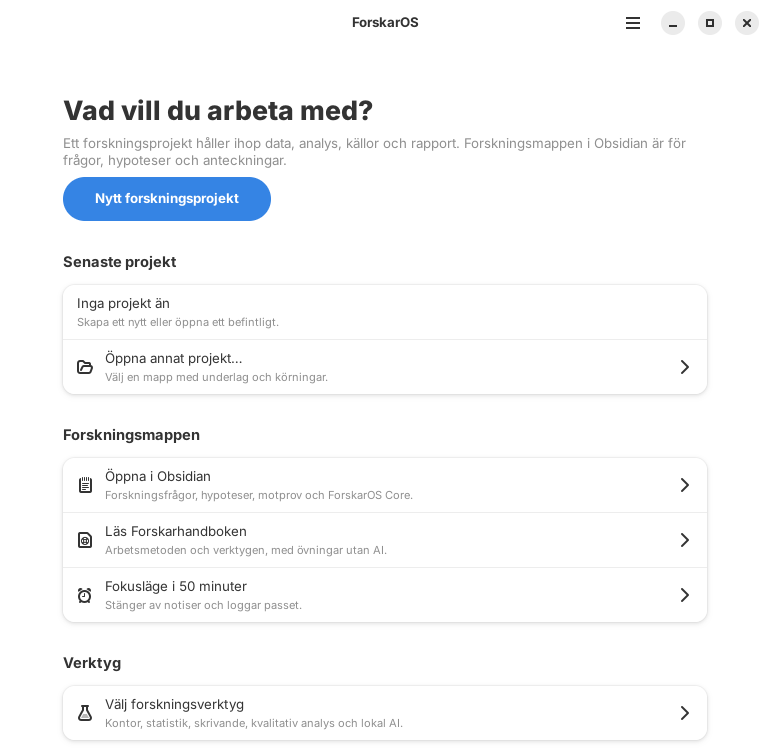 ForskarOS
Vad vill du arbeta med?
Ett forskningsprojekt håller ihop data, analys, källor och rapport. Forskningsmappen i Obsidian är för
frågor, hypoteser och anteckningar.
Nytt forskningsprojekt
Senaste projekt
Inga projekt än
Skapa ett nytt eller öppna ett befintligt.
Öppna annat projekt…
Välj en mapp med underlag och körningar.
Forskningsmappen
Öppna i Obsidian
Forskningsfrågor, hypoteser, motprov och ForskarOS Core.
Läs Forskarhandboken
Arbetsmetoden och verktygen, med övningar utan AI.
Fokusläge i 50 minuter
Stänger av notiser och loggar passet.
Verktyg
Välj forskningsverktyg
Kontor, statistik, skrivande, kvalitativ analys och lokal AI.